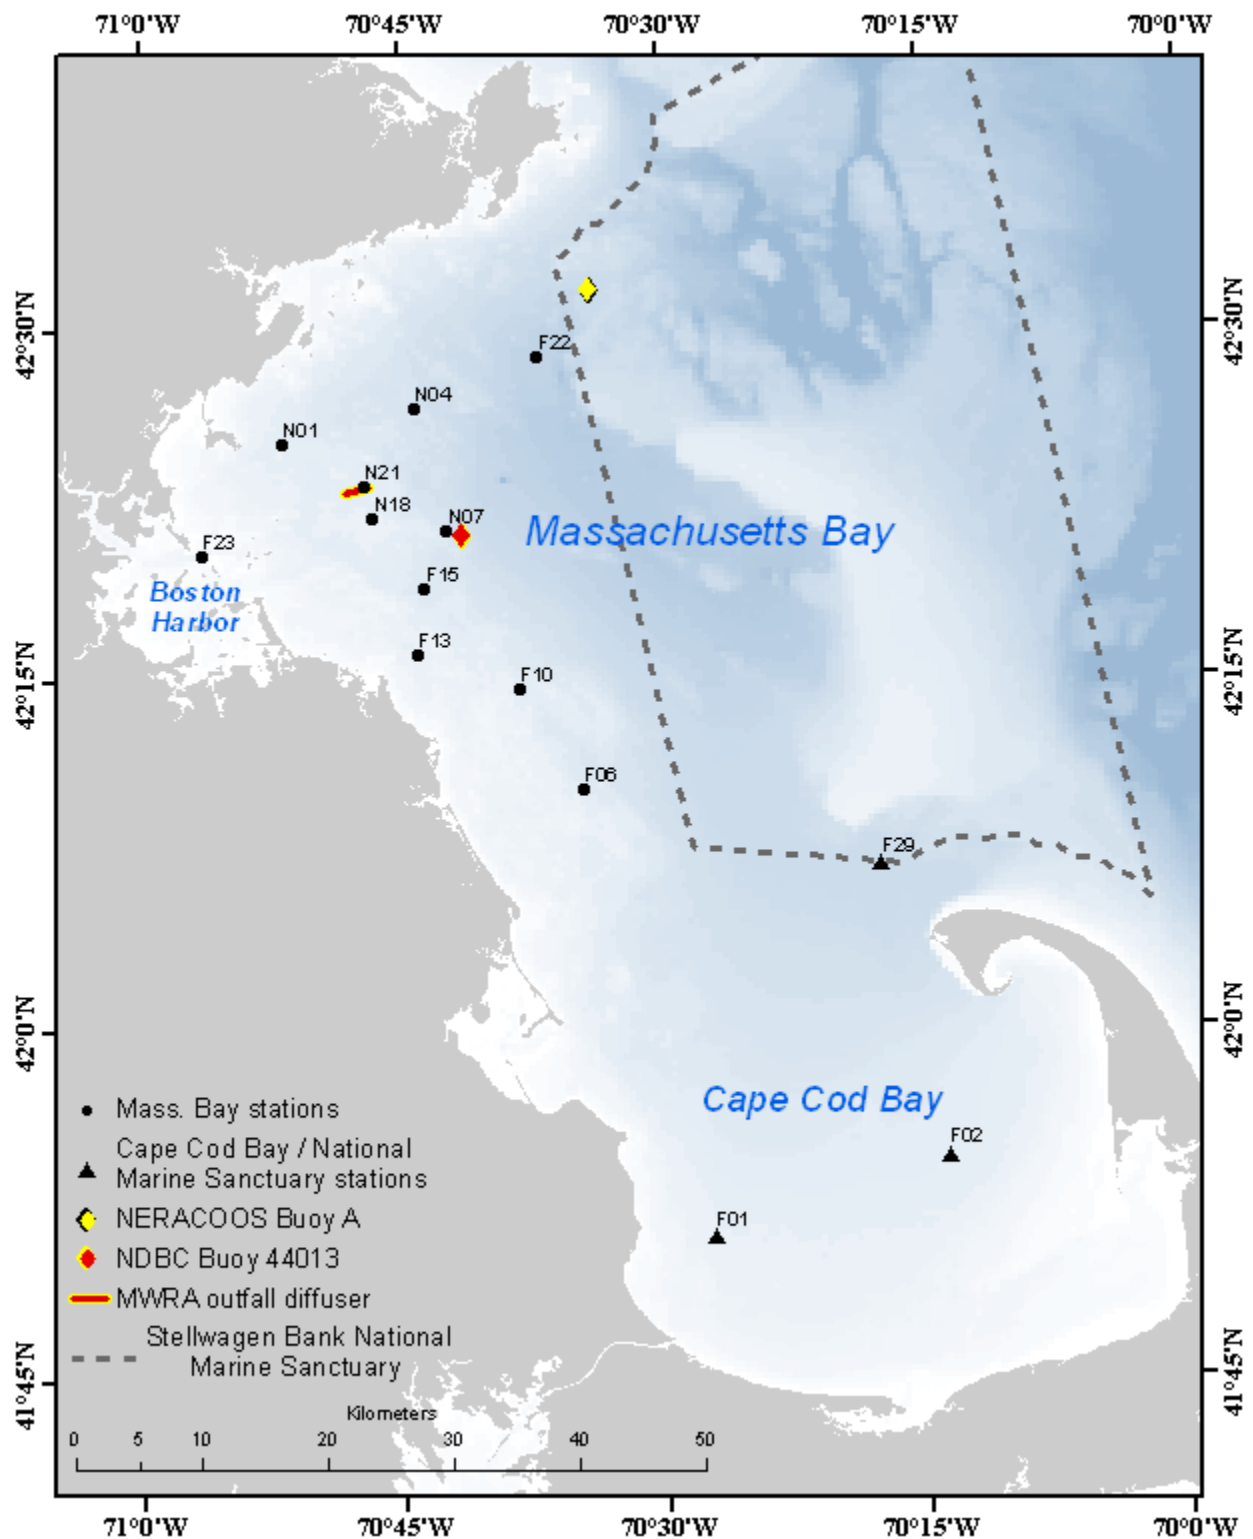 71°0'W 70°45'W 70°30'W 70°15'W 70°0'W
42°30'N 42°30'N
F22
N04
N01
N21
N18
N07
Massachusetts Bay
F23
F15
Boston
Harbor
F13
42°15'N 42°15'N
F10
F06
F29
42°0'N 42°0'N
Cape Cod Bay
F02
F01
Mass. Bay stations
Cape Cod Bay / National
Marine Sanctuary stations
NERACOOS Buoy A
NDBC Buoy 44013
MWRA outfall diffuser
Stellwagen Bank National
Marine Sanctuary
41°45'N 41°45'N
Kilometers
0 5 10 20 30 40 50
71°0'W 70°45'W 70°30'W 70°15'W 70°0'W